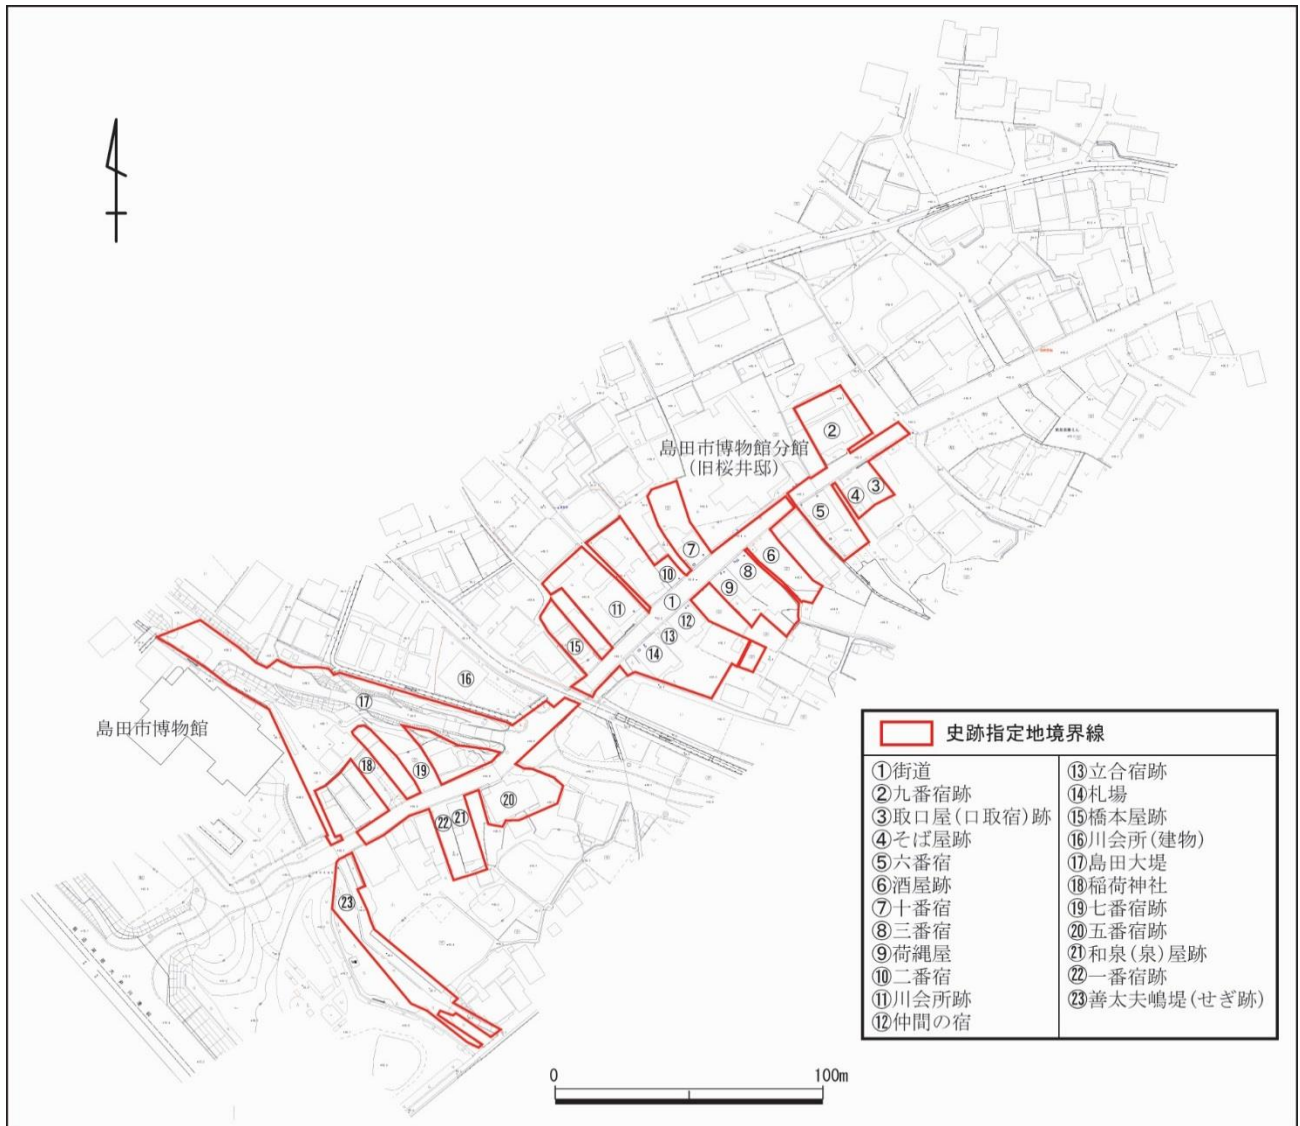 島田市博物館分館
(旧桜井邸)
②
③
④
⑤
⑥
⑦
⑧
⑨
⑩
①
⑪
⑫
⑬
⑭
⑮
⑯
⑰
島田市博物館
⑱
⑲
⑳
㉑
㉒
㉓
史跡指定地境界線
①街道
②九番宿跡
③取口屋(口取宿)跡
④そば屋跡
⑤六番宿
⑥酒屋跡
⑦十番宿
⑧三番宿
⑨荷縄屋
⑩二番宿
⑪川会所跡
⑫仲間の宿
⑬立合宿跡
⑭札場
⑮橋本屋跡
⑯川会所(建物)
⑰島田大堤
⑱稲荷神社
⑲七番宿跡
⑳五番宿跡
㉑和泉(泉)屋跡
㉒一番宿跡
㉓善太夫嶋堤(せぎ跡)
0 100m